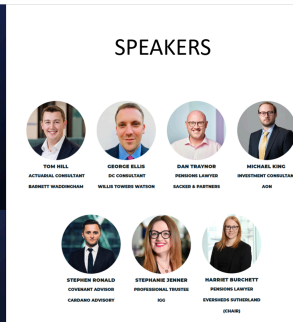 SPEAKERS
TOM HILL
ACTUARIAL CONSULTANT
BARNETT WADDINGHAM
GEORGE ELLIS
DC CONSULTANT
WILLIS TOWERS WATSON
DAN TRAYNOR
PENSIONS LAWYER
SACKER & PARTNERS
MICHAEL KING
INVESTMENT CONSULTAN
AON
STEPHEN RONALD
COVENANT ADVISOR
CARDANO ADVISORY
STEPHANIE JENNER
PROFESSIONAL TRUSTEE
IGG
HARRIET BURCHETT
PENSIONS LAWYER
EVERSHEDS SUTHERLAND
(CHAIR)